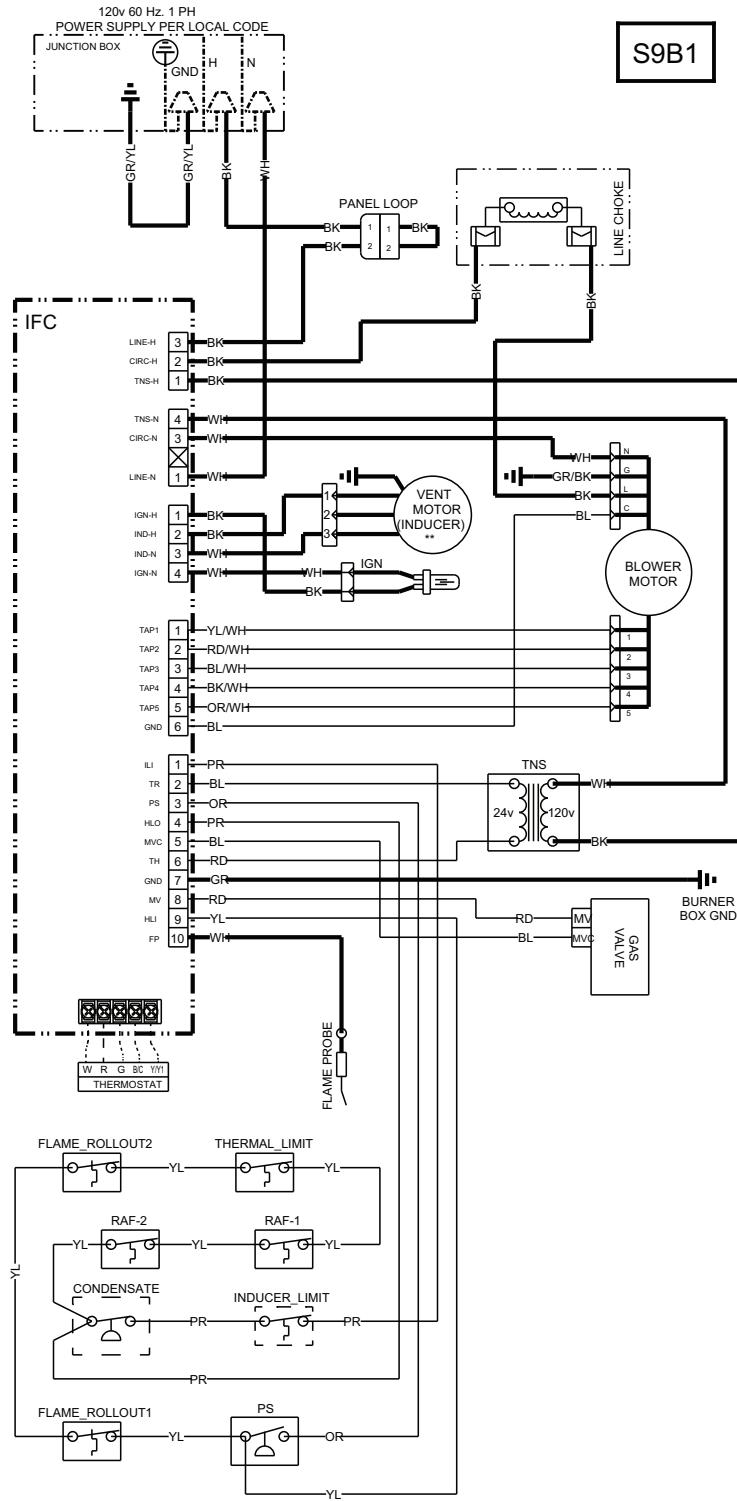 120v 60 Hz. 1 PH
POWER SUPPLY PER LOCAL CODE
JUNCTION BOX
GND
H
N
S9B1
GR/YL
GR/YL
BK
WH
PANEL LOOP
BK 1 1 BK
BK 2 2
LINE CHOKE
BK
BK
IFC
LINE-H 3 BK
CIRC-H 2 BK
TNS-H 1 BK
TNS-N 4 WH
CIRC-N 3 WH
LINE-N 1 WH
WH N
GR/BK G
BK L
BL C
BLOWER
MOTOR
IGN-H 1 BK
IND-H 2 BK
IND-N 3 WH
IGN-N 4 WH
1
2
3
VENT
MOTOR
(INDUCER)
**
WH
BK
IGN
TAP1 1 YL/WH
TAP2 2 RD/WH
TAP3 3 BL/WH
TAP4 4 BK/WH
TAP5 5 OR/WH
GND 6 BL
1
2
3
4
5
ILI 1 PR
TR 2 BL
PS 3 OR
HLO 4 PR
MVC 5 BL
TH 6 RD
GND 7 GR
MV 8 RD
HLI 9 YL
FP 10 WH
TNS
24v
120v
WH
BK
BURNER
BOX GND
RD MV
BL MVC
GAS
VALVE
FLAME PROBE
W R G B/C Y/Y1
THERMOSTAT
FLAME_ROLLOUT2
THERMAL_LIMIT
YL
YL
RAF-2
RAF-1
YL
YL
YL
YL
CONDENSATE
INDUCER_LIMIT
PR
PR
PR
FLAME_ROLLOUT1
PS
YL
OR
YL